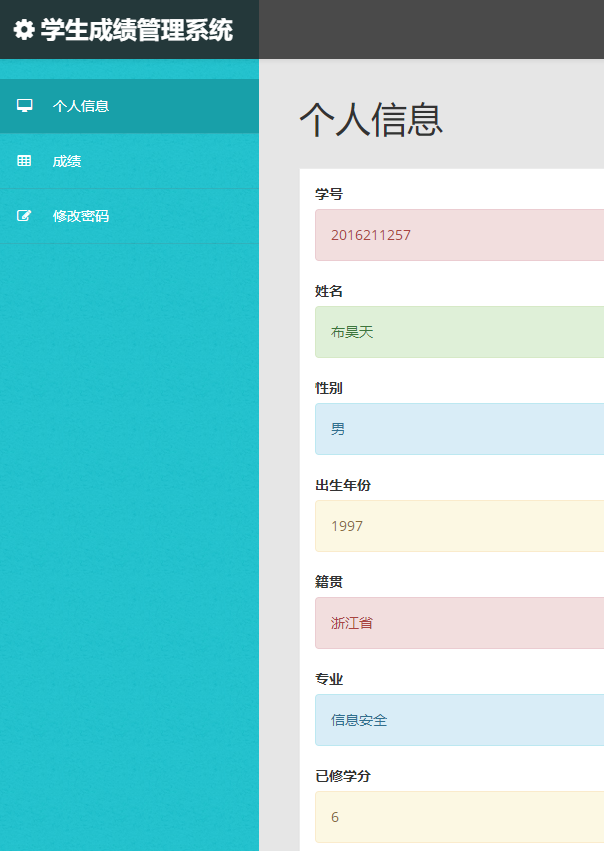 学生成绩管理系统
个人信息
成绩
修改密码
个人信息
学号
2016211257
姓名
布昊天
性别
男
出生年份
1997
籍贯
浙江省
专业
信息安全
已修学分
6